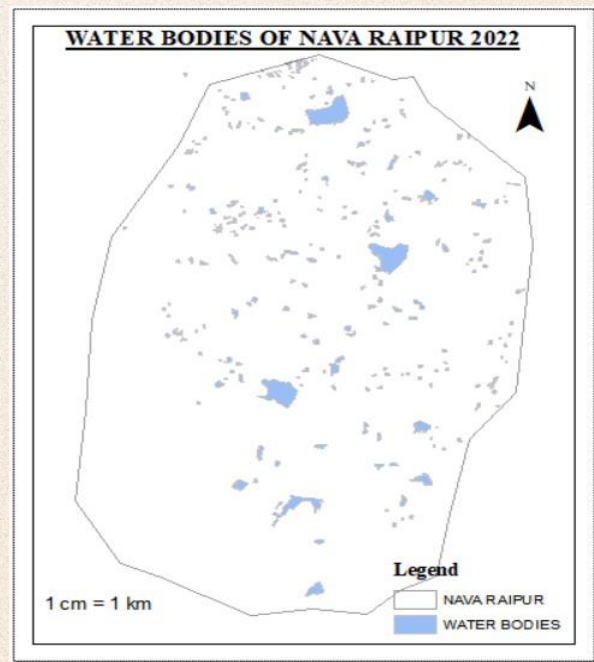 WATER BODIES OF NAVA RAIPUR 2022
N
Legend
NAVA RAIPUR
WATER BODIES
1 cm = 1 km